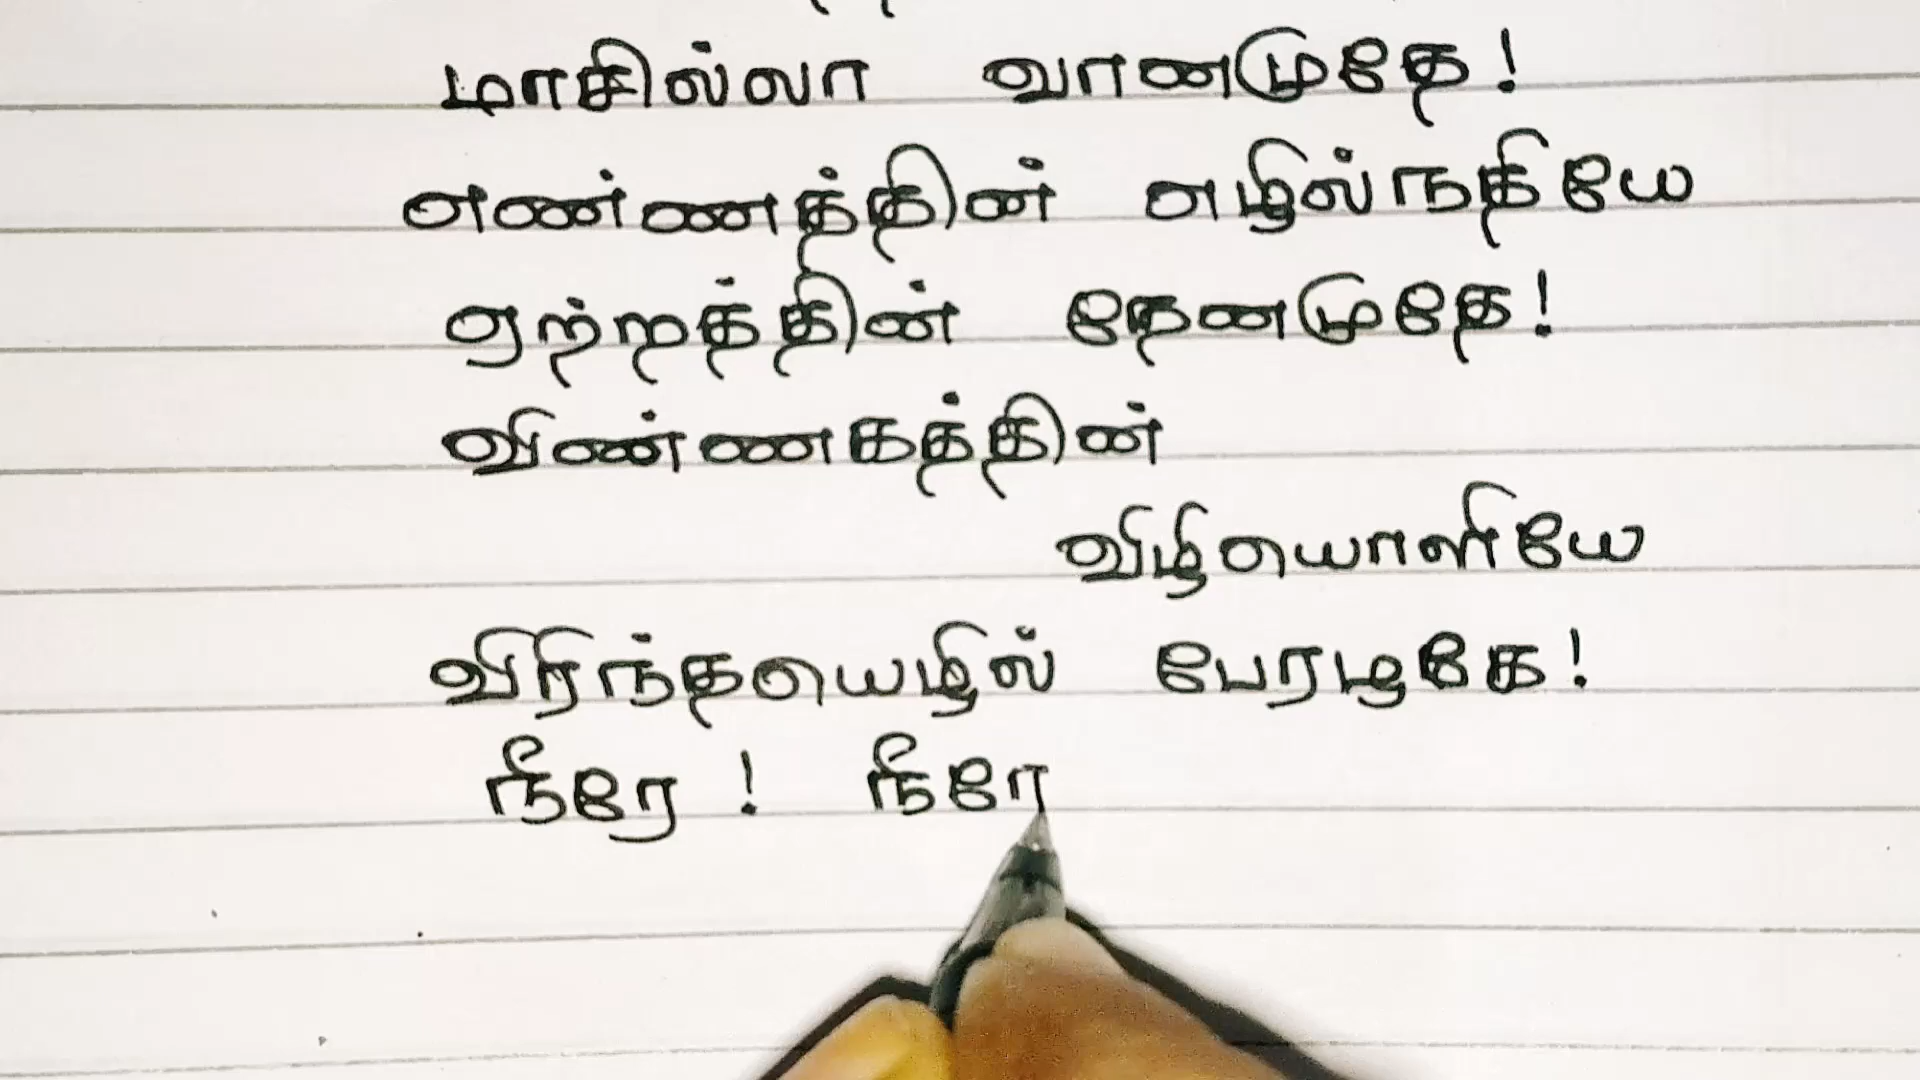 மாசில்லா வானமுதே!
எண்ணத்தின் எழில்நதியே
ஏற்றத்தின் தேனமுதே!
விண்ணகத்தின்
விழியொளியே
விரிந்தயெழில் பேரழகே!
நீரே! நீரே